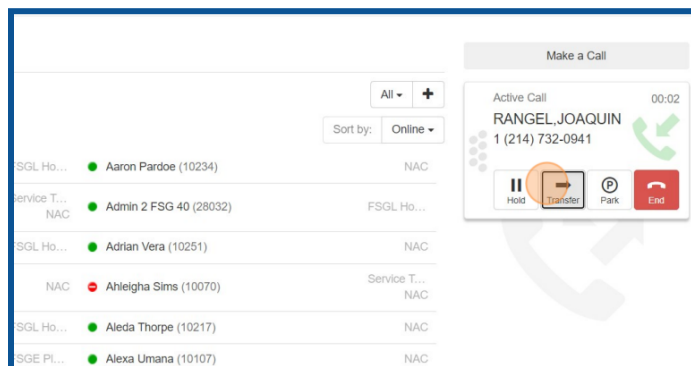 Make a Call
All
Sort by: Online
Active Call 00:02
RANGEL,JOAQUIN
1 (214) 732-0941
Hold Transfer Park End
P
FSGL Ho… Aaron Pardoe (10234) NAC
Service T…
NAC
Admin 2 FSG 40 (28032) FSGL Ho…
FSGL Ho… Adrian Vera (10251) NAC
NAC Ahleigha Sims (10070) Service T…
NAC
FSGL Ho… Aleda Thorpe (10217) NAC
FSGE Pl… Alexa Umana (10107) NAC